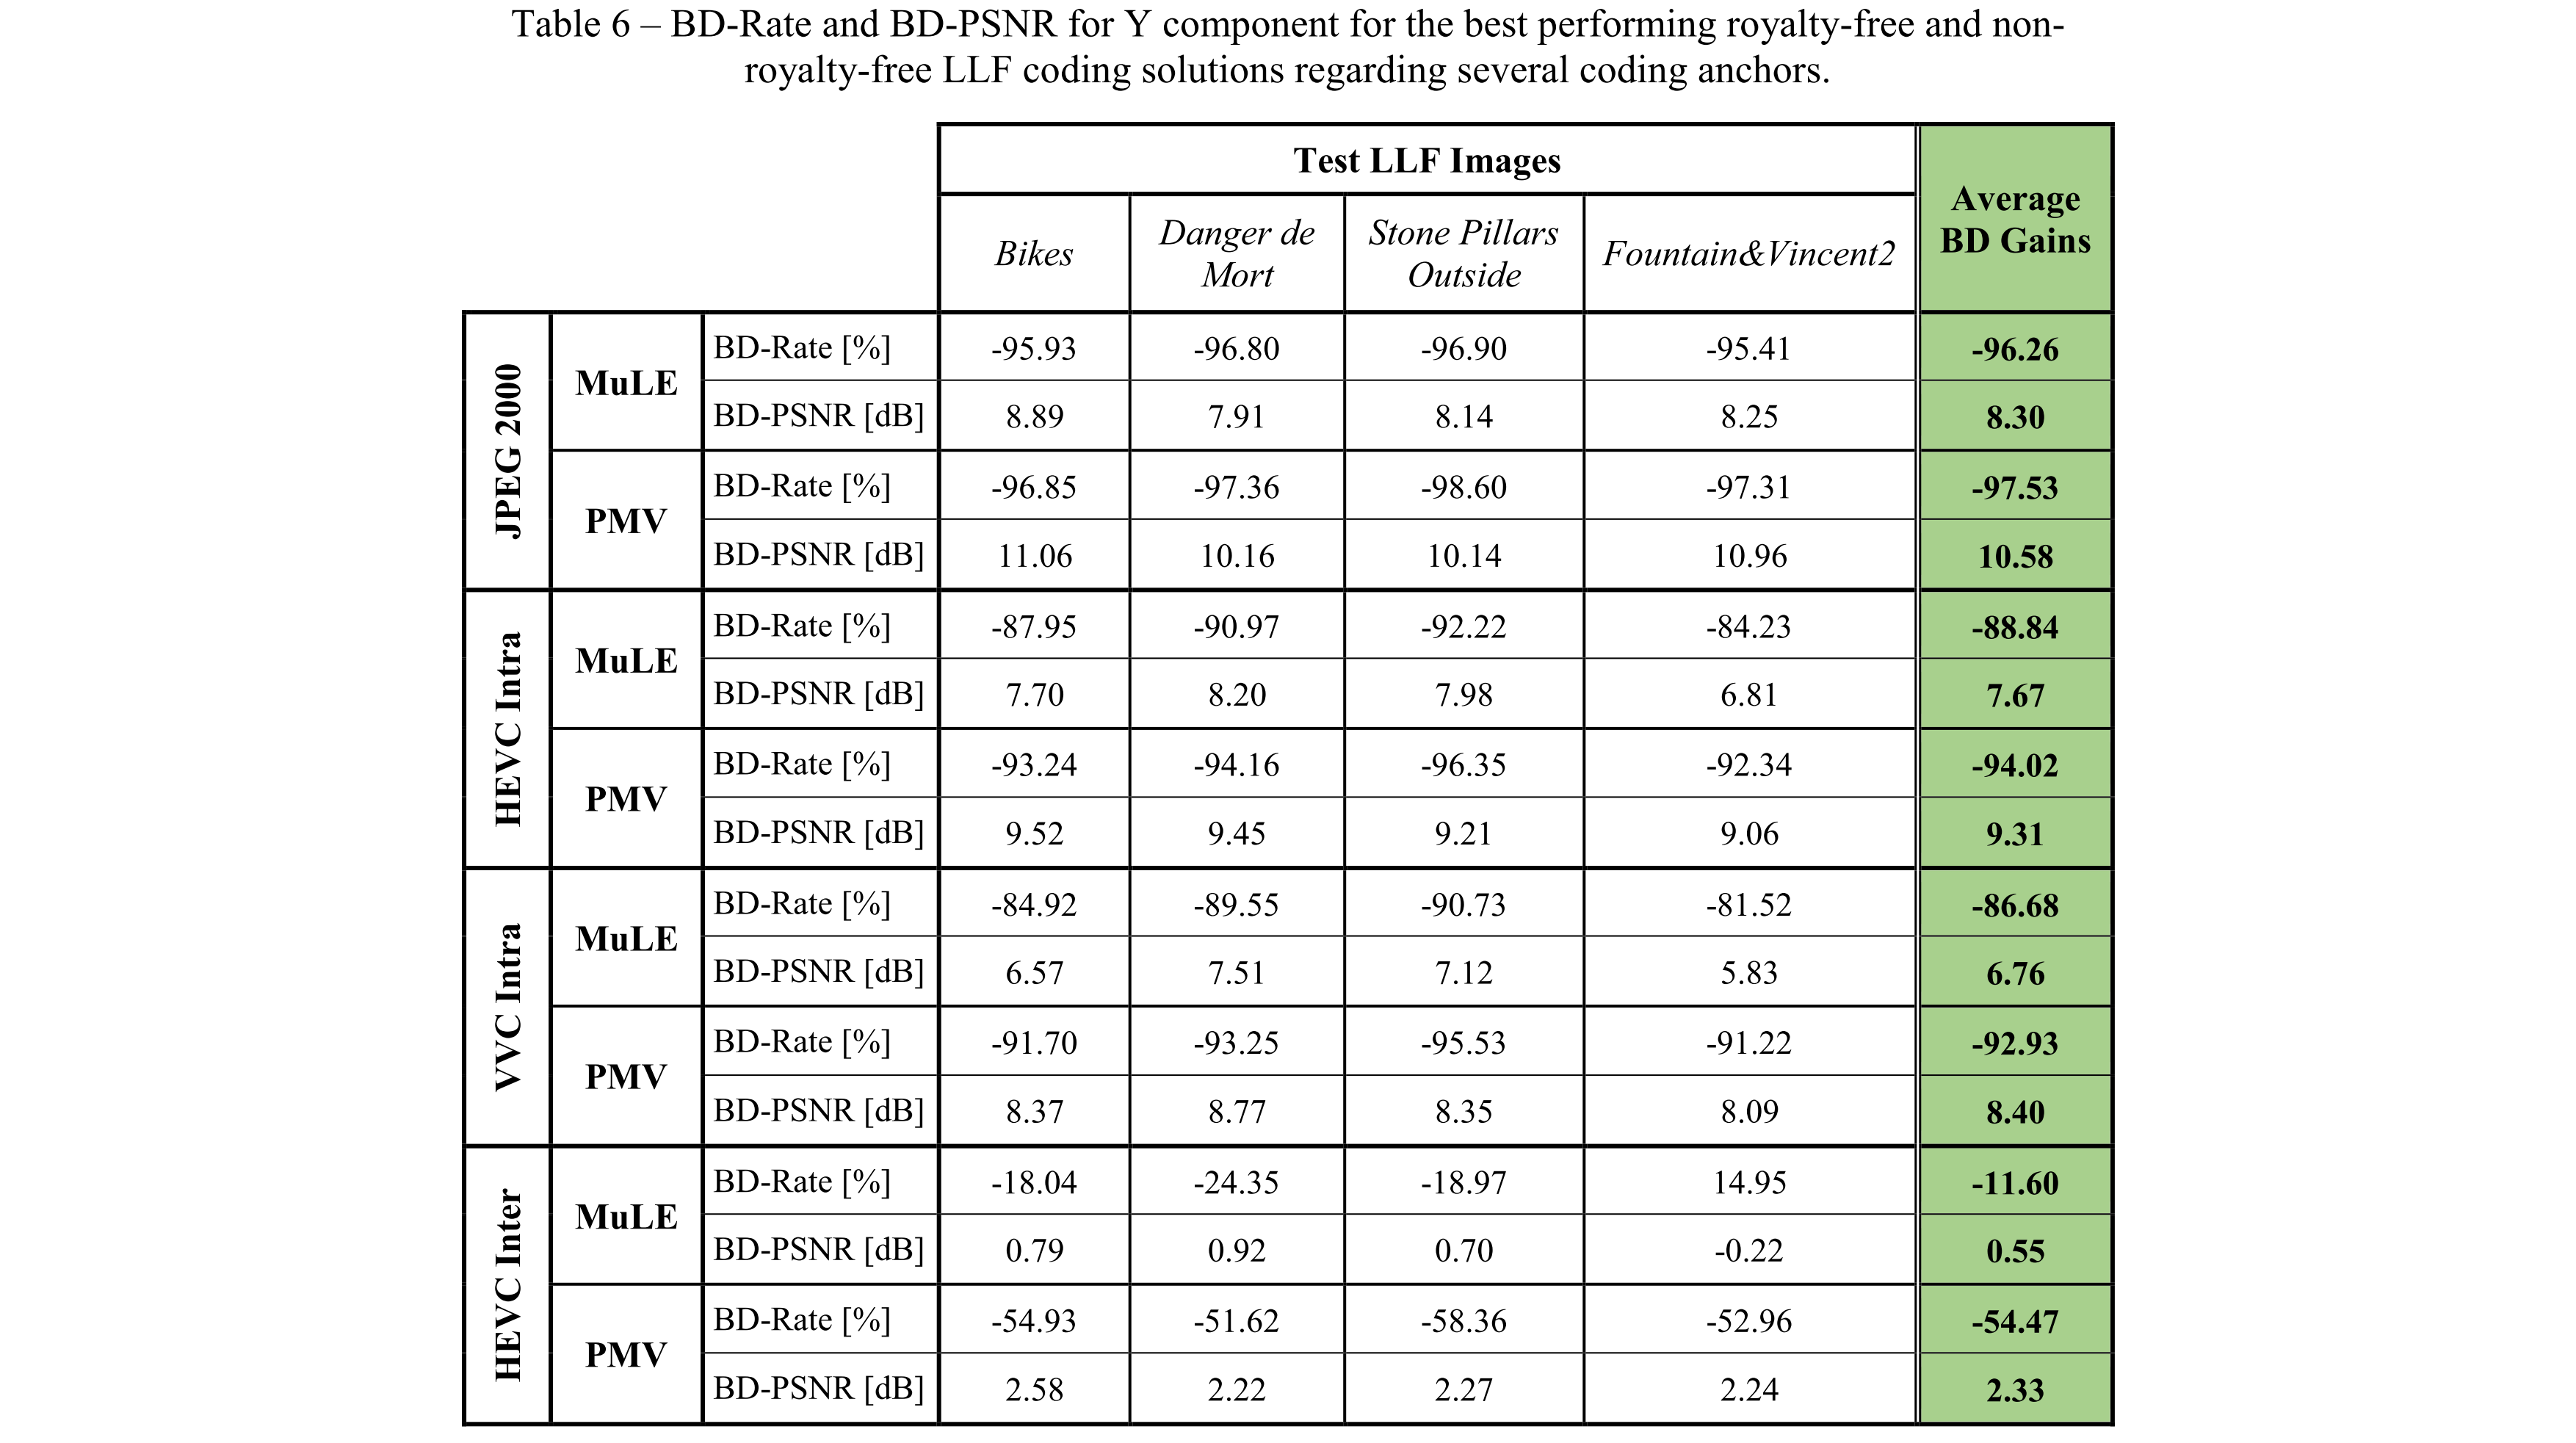 Table 6 – BD-Rate and BD-PSNR for Y component for the best performing royalty-free and non-
royalty-free LLF coding solutions regarding several coding anchors.
Test LLF Images
Average
BD Gains
Bikes
Danger de
Mort
Stone Pillars
Outside
Fountain&Vincent2
JPEG 2000
MuLE
BD-Rate [%] -95.93 -96.80 -96.90 -95.41 -96.26
BD-PSNR [dB] 8.89 7.91 8.14 8.25 8.30
PMV
BD-Rate [%] -96.85 -97.36 -98.60 -97.31 -97.53
BD-PSNR [dB] 11.06 10.16 10.14 10.96 10.58
HEVC Intra
MuLE
BD-Rate [%] -87.95 -90.97 -92.22 -84.23 -88.84
BD-PSNR [dB] 7.70 8.20 7.98 6.81 7.67
PMV
BD-Rate [%] -93.24 -94.16 -96.35 -92.34 -94.02
BD-PSNR [dB] 9.52 9.45 9.21 9.06 9.31
VVC Intra
MuLE
BD-Rate [%] -84.92 -89.55 -90.73 -81.52 -86.68
BD-PSNR [dB] 6.57 7.51 7.12 5.83 6.76
PMV
BD-Rate [%] -91.70 -93.25 -95.53 -91.22 -92.93
BD-PSNR [dB] 8.37 8.77 8.35 8.09 8.40
HEVC Inter
MuLE
BD-Rate [%] -18.04 -24.35 -18.97 14.95 -11.60
BD-PSNR [dB] 0.79 0.92 0.70 -0.22 0.55
PMV
BD-Rate [%] -54.93 -51.62 -58.36 -52.96 -54.47
BD-PSNR [dB] 2.58 2.22 2.27 2.24 2.33